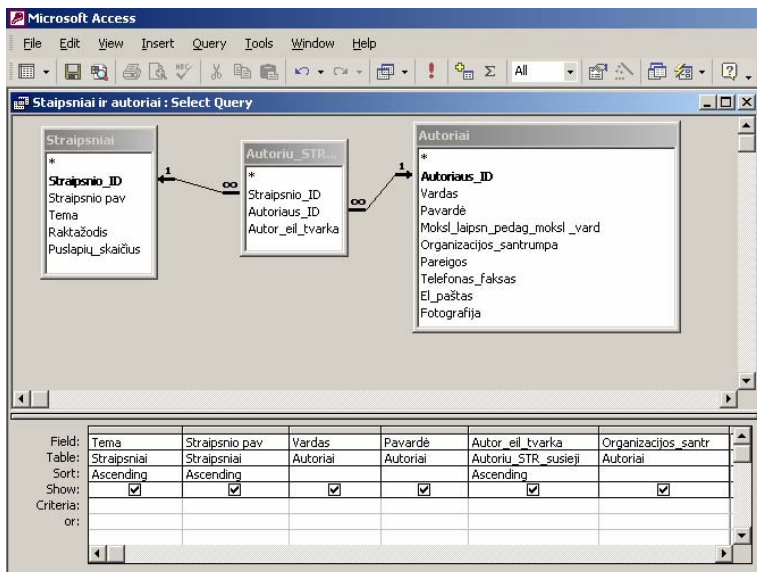 Microsoft Access
File Edit View Insert Query Tools Window Help
ABC All
Staipsniai ir autoriai : Select Query
Straipsniai
*
Straipsnio_ID
Straipsnio pav
Tema
Raktažodis
Puslapių_skaičius
1
∞
Autoriu_STR...
*
Straipsnio_ID
Autoriaus_ID
Autor_eil_tvarka
∞
1
Autoriai
*
Autoriaus_ID
Vardas
Pavardė
Moksl_laipsn_pedag_moksl _vard
Organizacijos_santrumpa
Pareigos
Telefonas_faksas
El_paštas
Fotografija
Field: Tema Straipsnio pav Vardas Pavardė Autor_eil_tvarka Organizacijos_santr
Table: Straipsniai Straipsniai Autoriai Autoriai Autoriu_STR_susieji Autoriai
Sort: Ascending Ascending Ascending
Show:
Criteria:
or: